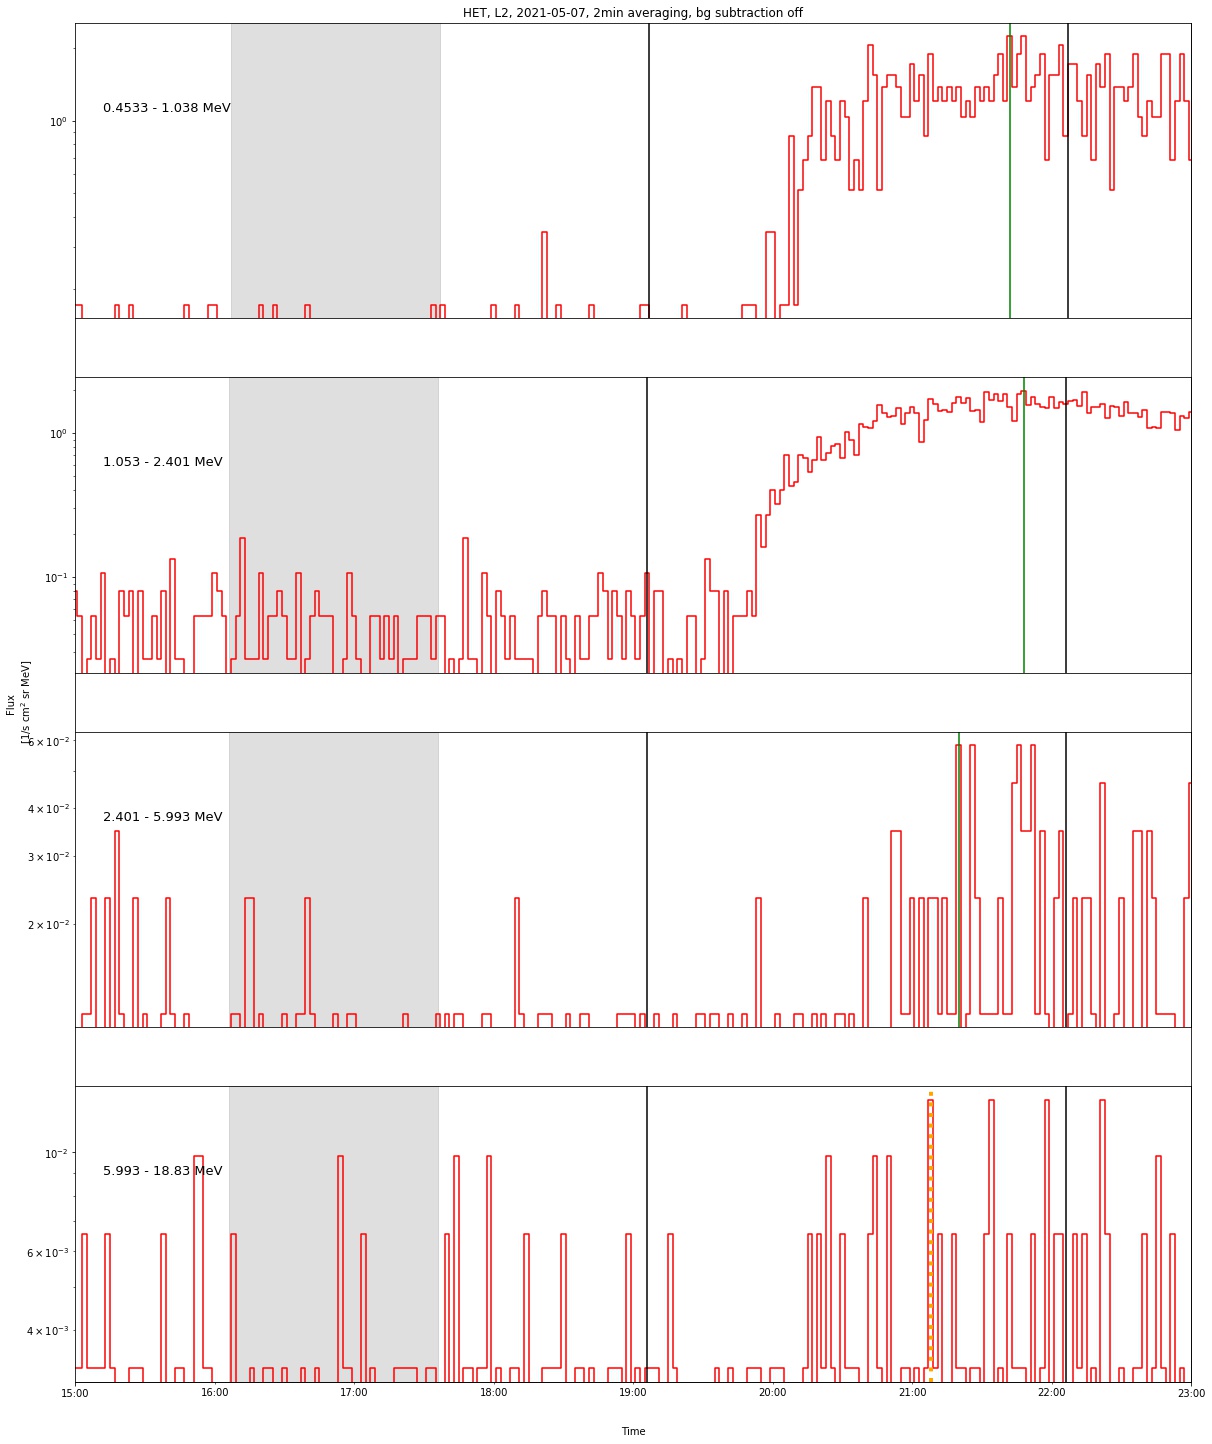 HET, L2, 2021-05-07, 2min averaging, bg subtraction off
0.4533 - 1.038 MeV
10⁰
10⁰
1.053 - 2.401 MeV
10⁻¹
Flux
[1/s cm² sr MeV]
6 × 10⁻²
2.401 - 5.993 MeV
4 × 10⁻²
3 × 10⁻²
2 × 10⁻²
10⁻²
5.993 - 18.83 MeV
6 × 10⁻³
4 × 10⁻³
15:00 16:00 17:00 18:00 19:00 20:00 21:00 22:00 23:00
Time